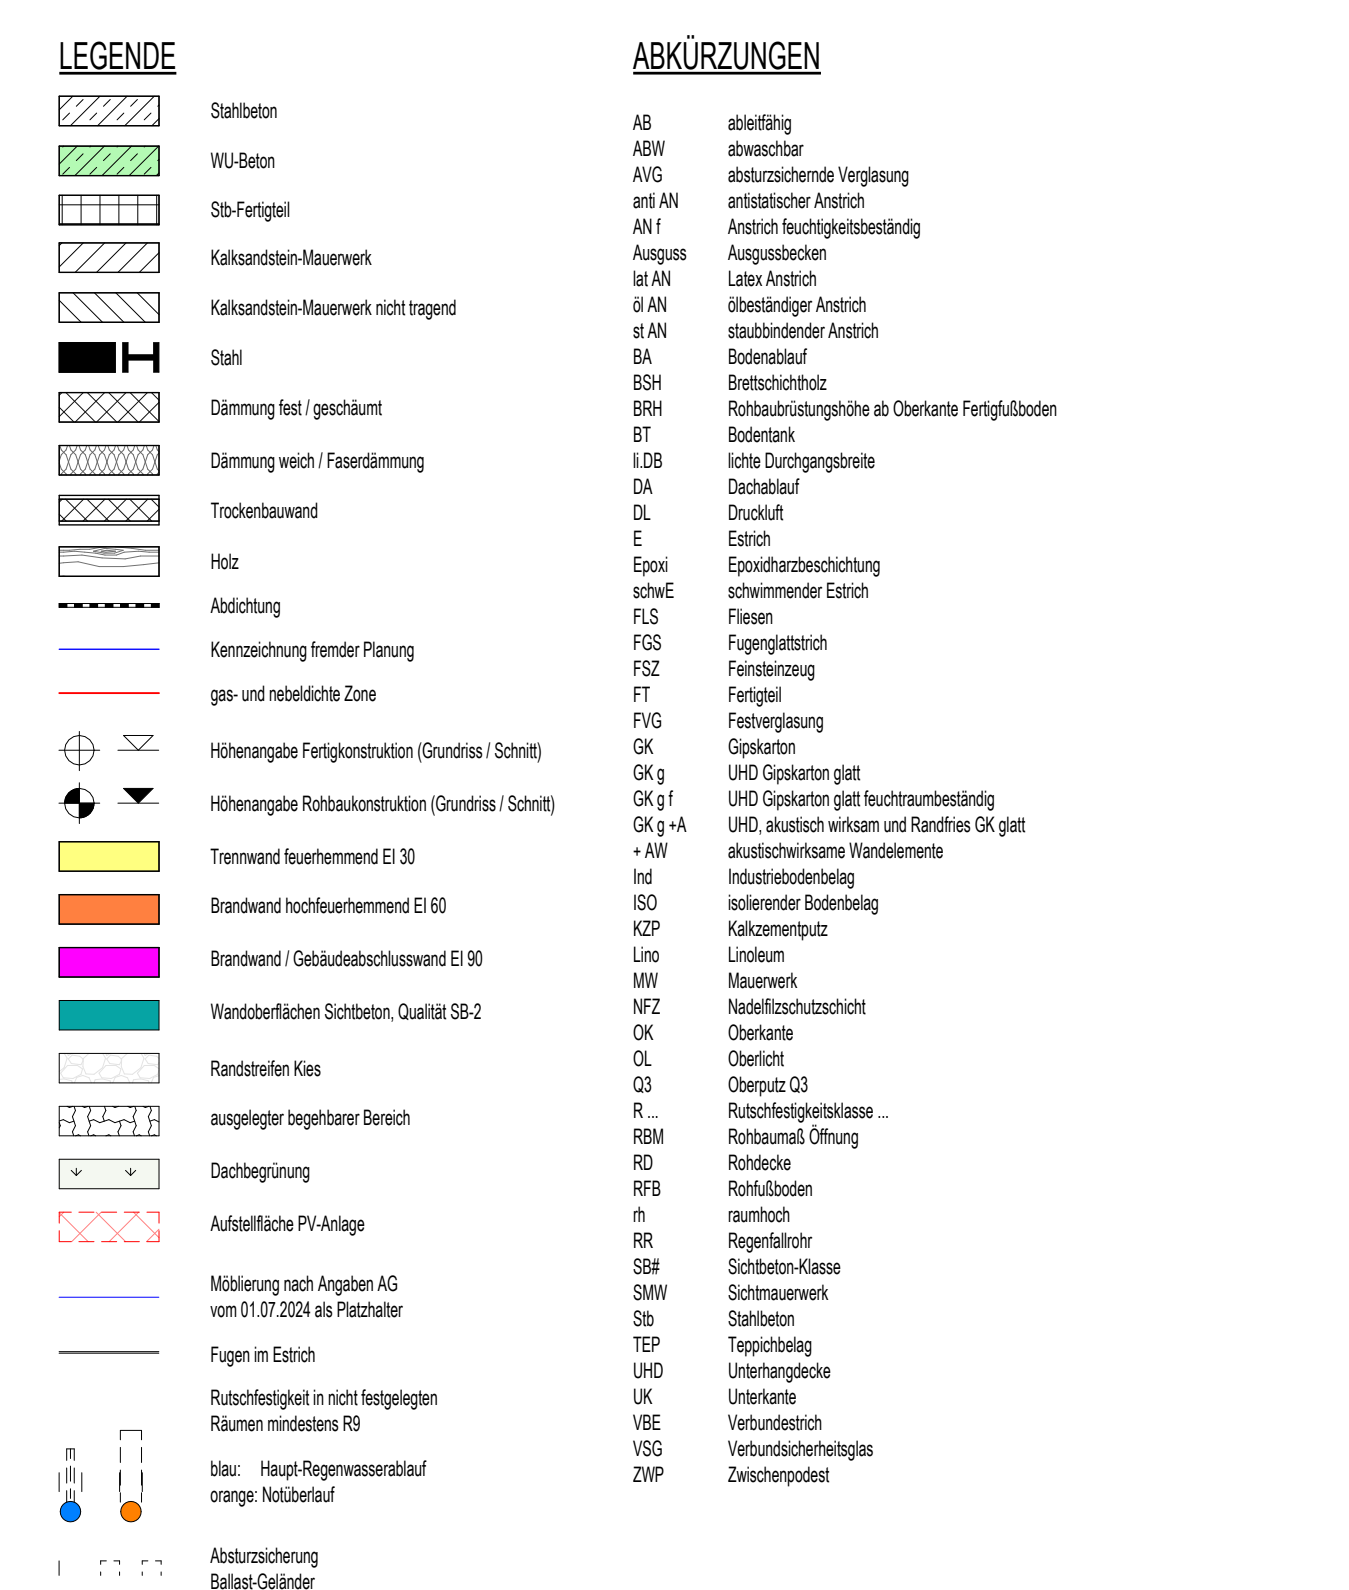 LEGENDE
Stahlbeton
WU-Beton
Stb-Fertigteil
Kalksandstein-Mauerwerk
Kalksandstein-Mauerwerk nicht tragend
Stahl
Dämmung fest / geschäumt
Dämmung weich / Faserdämmung
Trockenbauwand
Holz
Abdichtung
Kennzeichnung fremder Planung
gas- und nebeldichte Zone
Höhenangabe Fertigkonstruktion (Grundriss / Schnitt)
Höhenangabe Rohbaukonstruktion (Grundriss / Schnitt)
Trennwand feuerhemmend EI 30
Brandwand hochfeuerhemmend EI 60
Brandwand / Gebäudeabschlusswand EI 90
Wandoberflächen Sichtbeton, Qualität SB-2
Randstreifen Kies
ausgelegter begehbarer Bereich
Dachbegrünung
Aufstellfläche PV-Anlage
Möblierung nach Angaben AG
vom 01.07.2024 als Platzhalter
Fugen im Estrich
Rutschfestigkeit in nicht festgelegten
Räumen mindestens R9
blau: Haupt-Regenwasserablauf
orange: Notüberlauf
Absturzsicherung
Ballast-Geländer
ABKÜRZUNGEN
AB ableitfähig
ABW abwaschbar
AVG absturzsichernde Verglasung
anti AN antistatischer Anstrich
AN f Anstrich feuchtigkeitsbeständig
Ausguss Ausgussbecken
lat AN Latex Anstrich
öl AN ölbeständiger Anstrich
st AN staubbindender Anstrich
BA Bodenablauf
BSH Brettschichtholz
BRH Rohbaubrüstungshöhe ab Oberkante Fertigfußboden
BT Bodentank
li.DB lichte Durchgangsbreite
DA Dachablauf
DL Druckluft
E Estrich
Epoxi Epoxidharzbeschichtung
schwE schwimmender Estrich
FLS Fliesen
FGS Fugenglattstrich
FSZ Feinsteinzeug
FT Fertigteil
FVG Festverglasung
GK Gipskarton
GK g UHD Gipskarton glatt
GK g f UHD Gipskarton glatt feuchtraumbeständig
GK g +A UHD, akustisch wirksam und Randfries GK glatt
+ AW akustischwirksame Wandelemente
Ind Industriebodenbelag
ISO isolierender Bodenbelag
KZP Kalkzementputz
Lino Linoleum
MW Mauerwerk
NFZ Nadelfilzschutzschicht
OK Oberkante
OL Oberlicht
Q3 Oberputz Q3
R ... Rutschfestigkeitsklasse ...
RBM Rohbaumaß Öffnung
RD Rohdecke
RFB Rohfußboden
rh raumhoch
RR Regenfallrohr
SB# Sichtbeton-Klasse
SMW Sichtmauerwerk
Stb Stahlbeton
TEP Teppichbelag
UHD Unterhangdecke
UK Unterkante
VBE Verbundestrich
VSG Verbundsicherheitsglas
ZWP Zwischenpodest